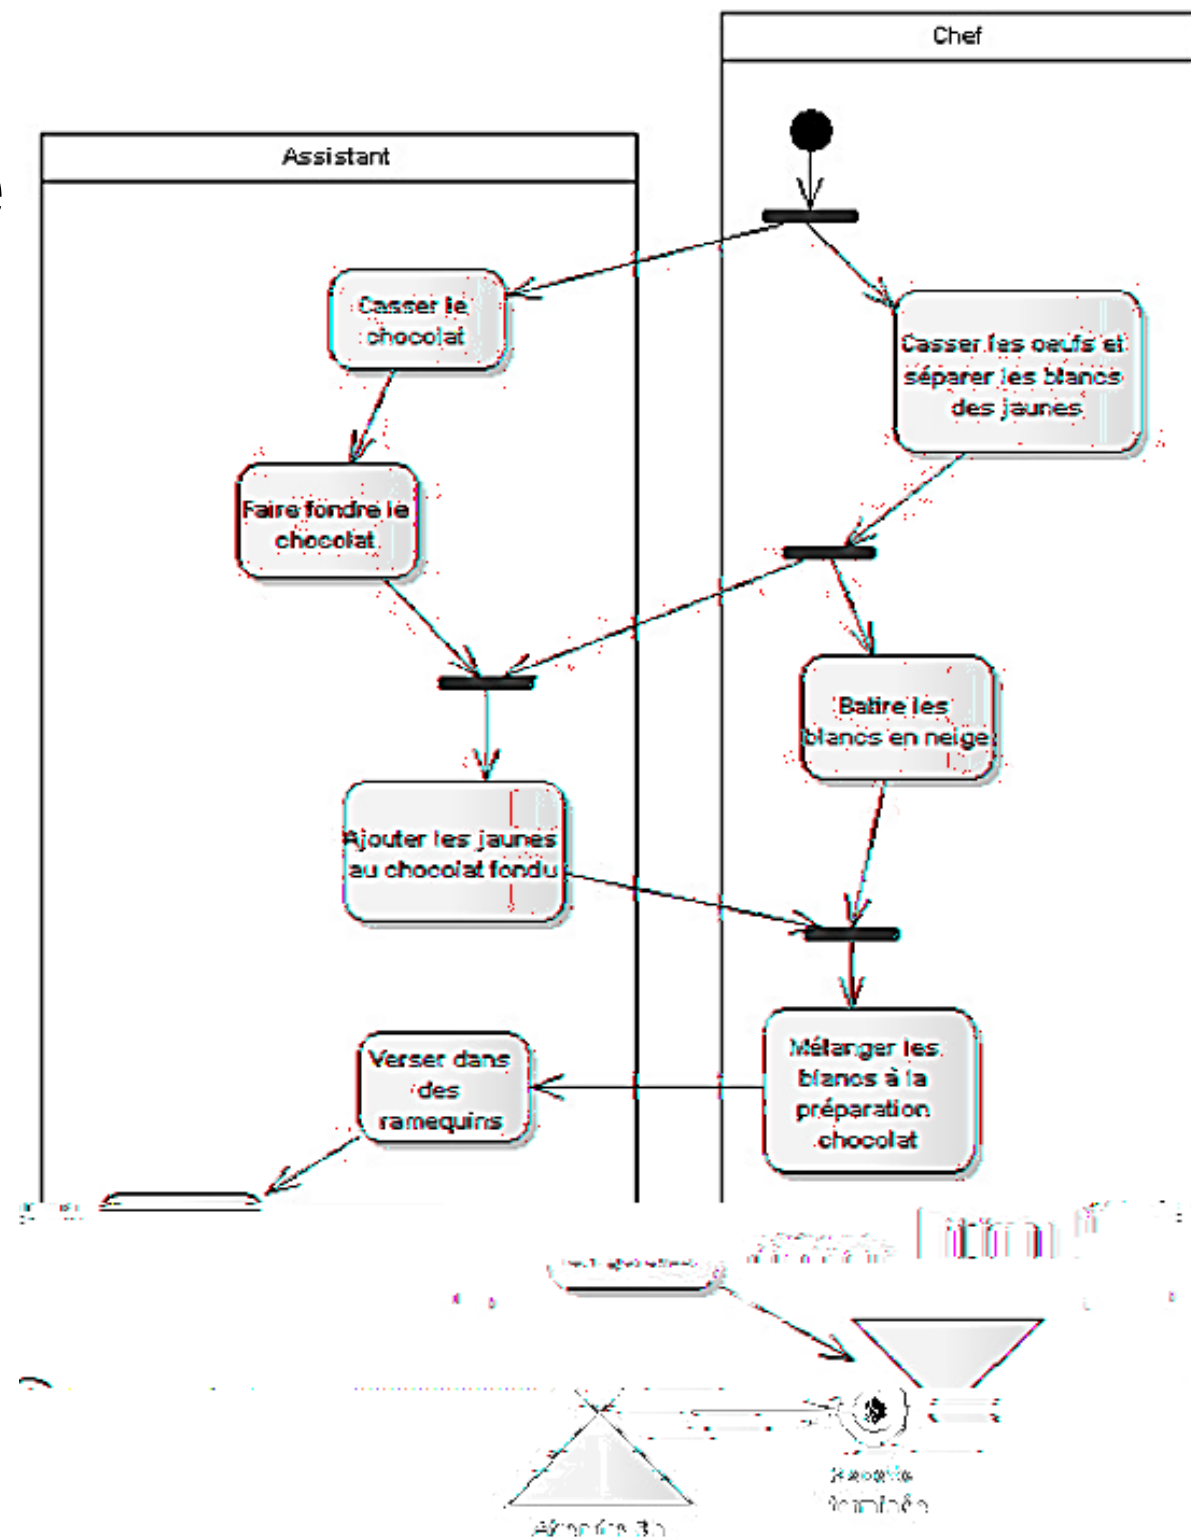 Chef
Assistant
Casser le
chocolat
Casser les oeufs et
séparer les blancs
des jaunes
Faire fondre le
chocolat
Battre les
blancs en neige
Ajouter les jaunes
au chocolat fondu
Verser dans
des
ramequins
Mélanger les
blancs à la
préparation
chocolat